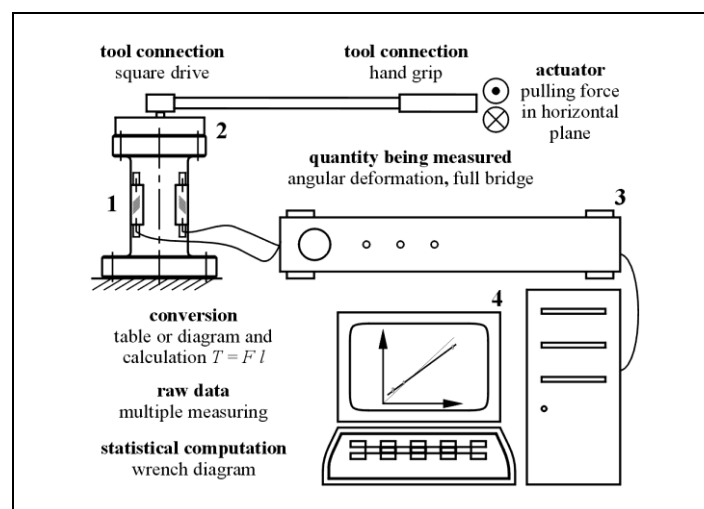 tool connection
square drive
tool connection
hand grip
actuator
pulling force
in horizontal
plane
2
quantity being measured
angular deformation, full bridge
1
3
conversion
table or diagram and
calculation T = F l
4
raw data
multiple measuring
statistical computation
wrench diagram